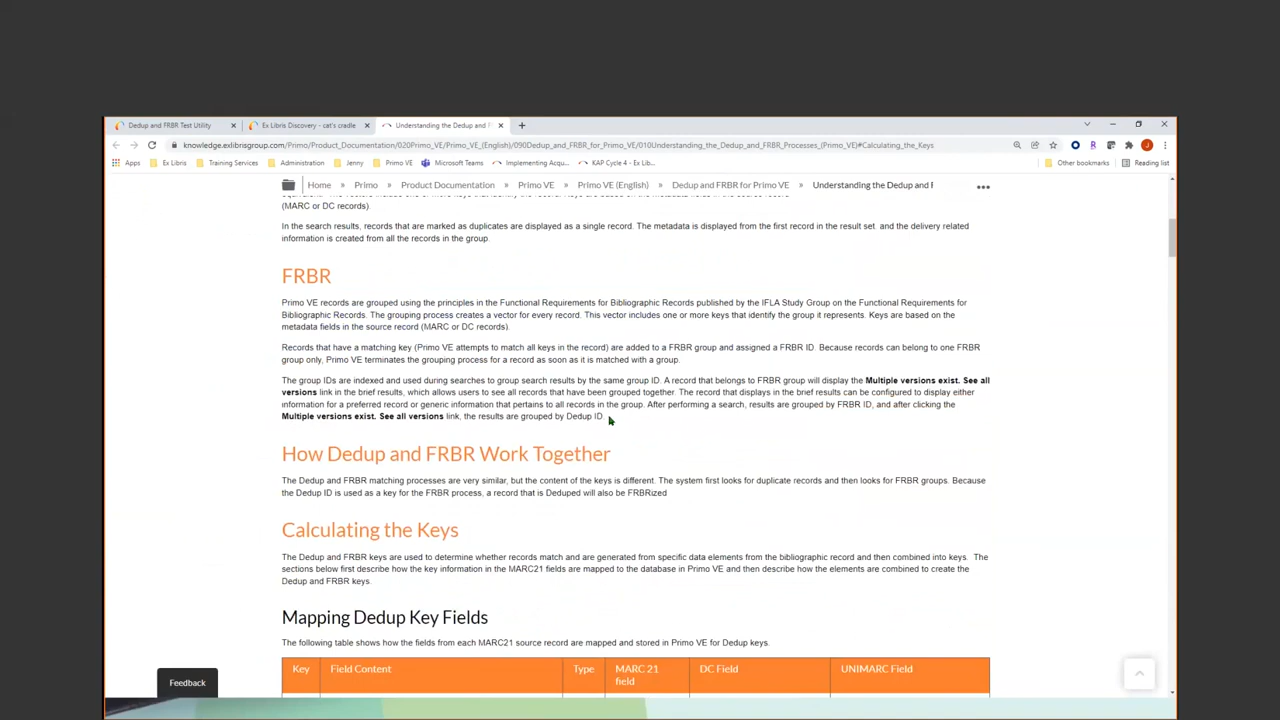 Dedup and FRBR Test Utility
Ex Libris Discovery - cat's cradle
Understanding the Dedup and F
knowledge.exlibrisgroup.com/Primo/Product_Documentation/020Primo_VE/Primo_VE_(English)/090Dedup_and_FRBR_for_Primo_VE/010Understanding_the_Dedup_and_FRBR_Processes_(Primo_VE)#Calculating_the_Keys
Apps Ex Libris Training Services Administration Jenny Primo VE Microsoft Teams Implementing Acqu... KAP Cycle 4 - Ex Lib... Other bookmarks Reading list
Home » Primo » Product Documentation » Primo VE » Primo VE (English) » Dedup and FRBR for Primo VE » Understanding the Dedup and F
(MARC or DC records).
In the search results, records that are marked as duplicates are displayed as a single record. The metadata is displayed from the first record in the result set. and the delivery related
information is created from all the records in the group.
FRBR
Primo VE records are grouped using the principles in the Functional Requirements for Bibliographic Records published by the IFLA Study Group on the Functional Requirements for
Bibliographic Records. The grouping process creates a vector for every record. This vector includes one or more keys that identify the group it represents. Keys are based on the
metadata fields in the source record (MARC or DC records).
Records that have a matching key (Primo VE attempts to match all keys in the record) are added to a FRBR group and assigned a FRBR ID. Because records can belong to one FRBR
group only, Primo VE terminates the grouping process for a record as soon as it is matched with a group.
The group IDs are indexed and used during searches to group search results by the same group ID. A record that belongs to FRBR group will display the Multiple versions exist. See all
versions link in the brief results, which allows users to see all records that have been grouped together. The record that displays in the brief results can be configured to display either
information for a preferred record or generic information that pertains to all records in the group. After performing a search, results are grouped by FRBR ID, and after clicking the
Multiple versions exist. See all versions link, the results are grouped by Dedup ID.
How Dedup and FRBR Work Together
The Dedup and FRBR matching processes are very similar, but the content of the keys is different. The system first looks for duplicate records and then looks for FRBR groups. Because
the Dedup ID is used as a key for the FRBR process, a record that is Deduped will also be FRBRized
Calculating the Keys
The Dedup and FRBR keys are used to determine whether records match and are generated from specific data elements from the bibliographic record and then combined into keys. The
sections below first describe how the key information in the MARC21 fields are mapped to the database in Primo VE and then describe how the elements are combined to create the
Dedup and FRBR keys.
Mapping Dedup Key Fields
The following table shows how the fields from each MARC21 source record are mapped and stored in Primo VE for Dedup keys.
Key Field Content Type MARC 21 DC Field UNIMARC Field
field
Feedback